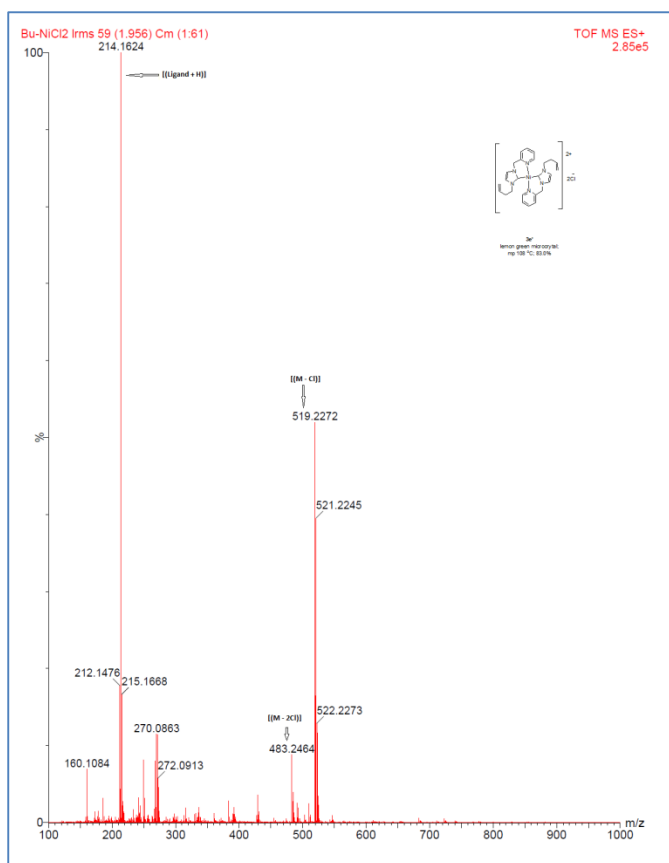 Bu-NiCl2 lrms 59 (1.956) Cm (1:61)
TOF MS ES+
2.85e5
100
214.1624
[(Ligand + H)]
N
N
N
Ni
N
N
N
2+
2Cl
3e'
lemon green microcrytal;
mp 108 °C; 83.0%
[(M - Cl)]
519.2272
%
521.2245
212.1476
215.1668
522.2273
270.0863
[(M - 2Cl)]
483.2464
272.0913
160.1084
0
100 200 300 400 500 600 700 800 900 1000
m/z